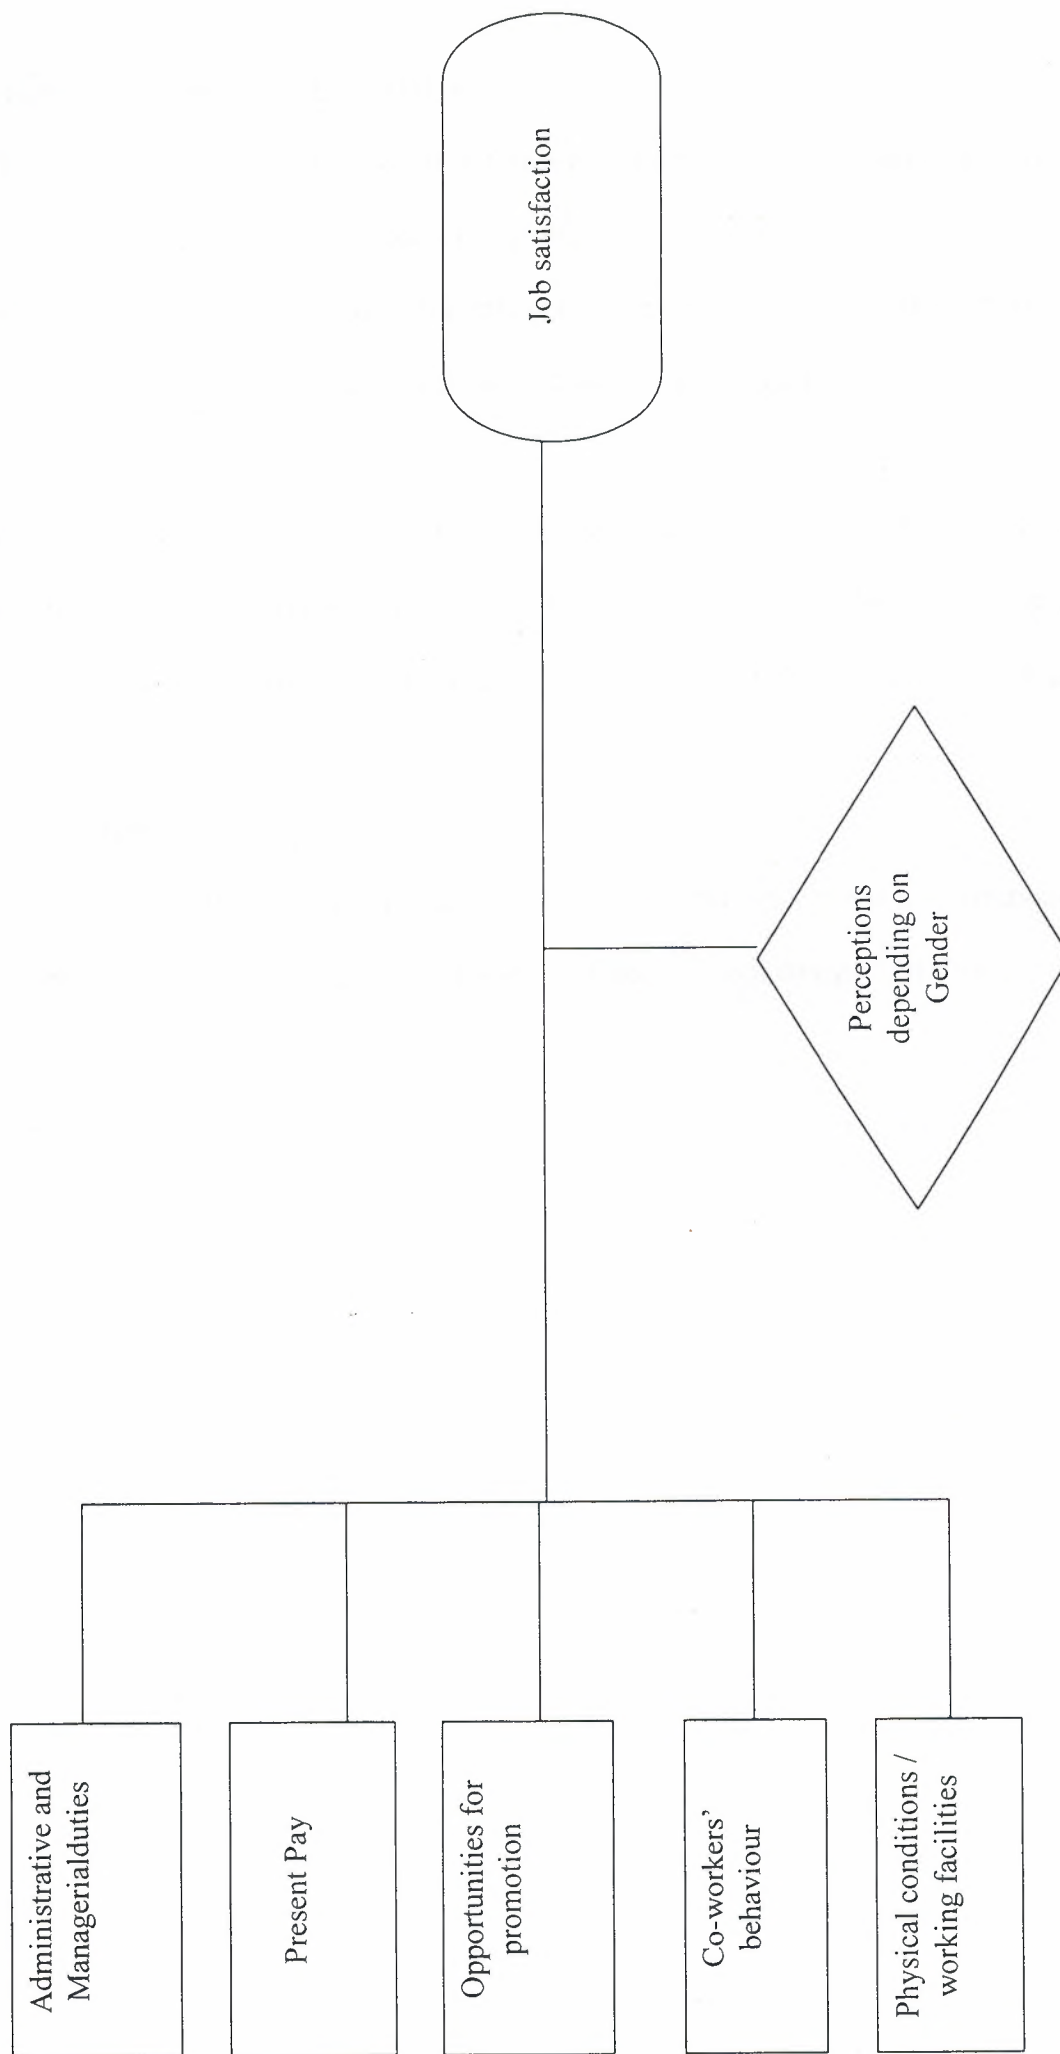 Administrative and
Managerialduties
Present Pay
Opportunities for
promotion
Co-workers'
behaviour
Physical conditions /
working facilities
Perceptions
depending on
Gender
Job satisfaction